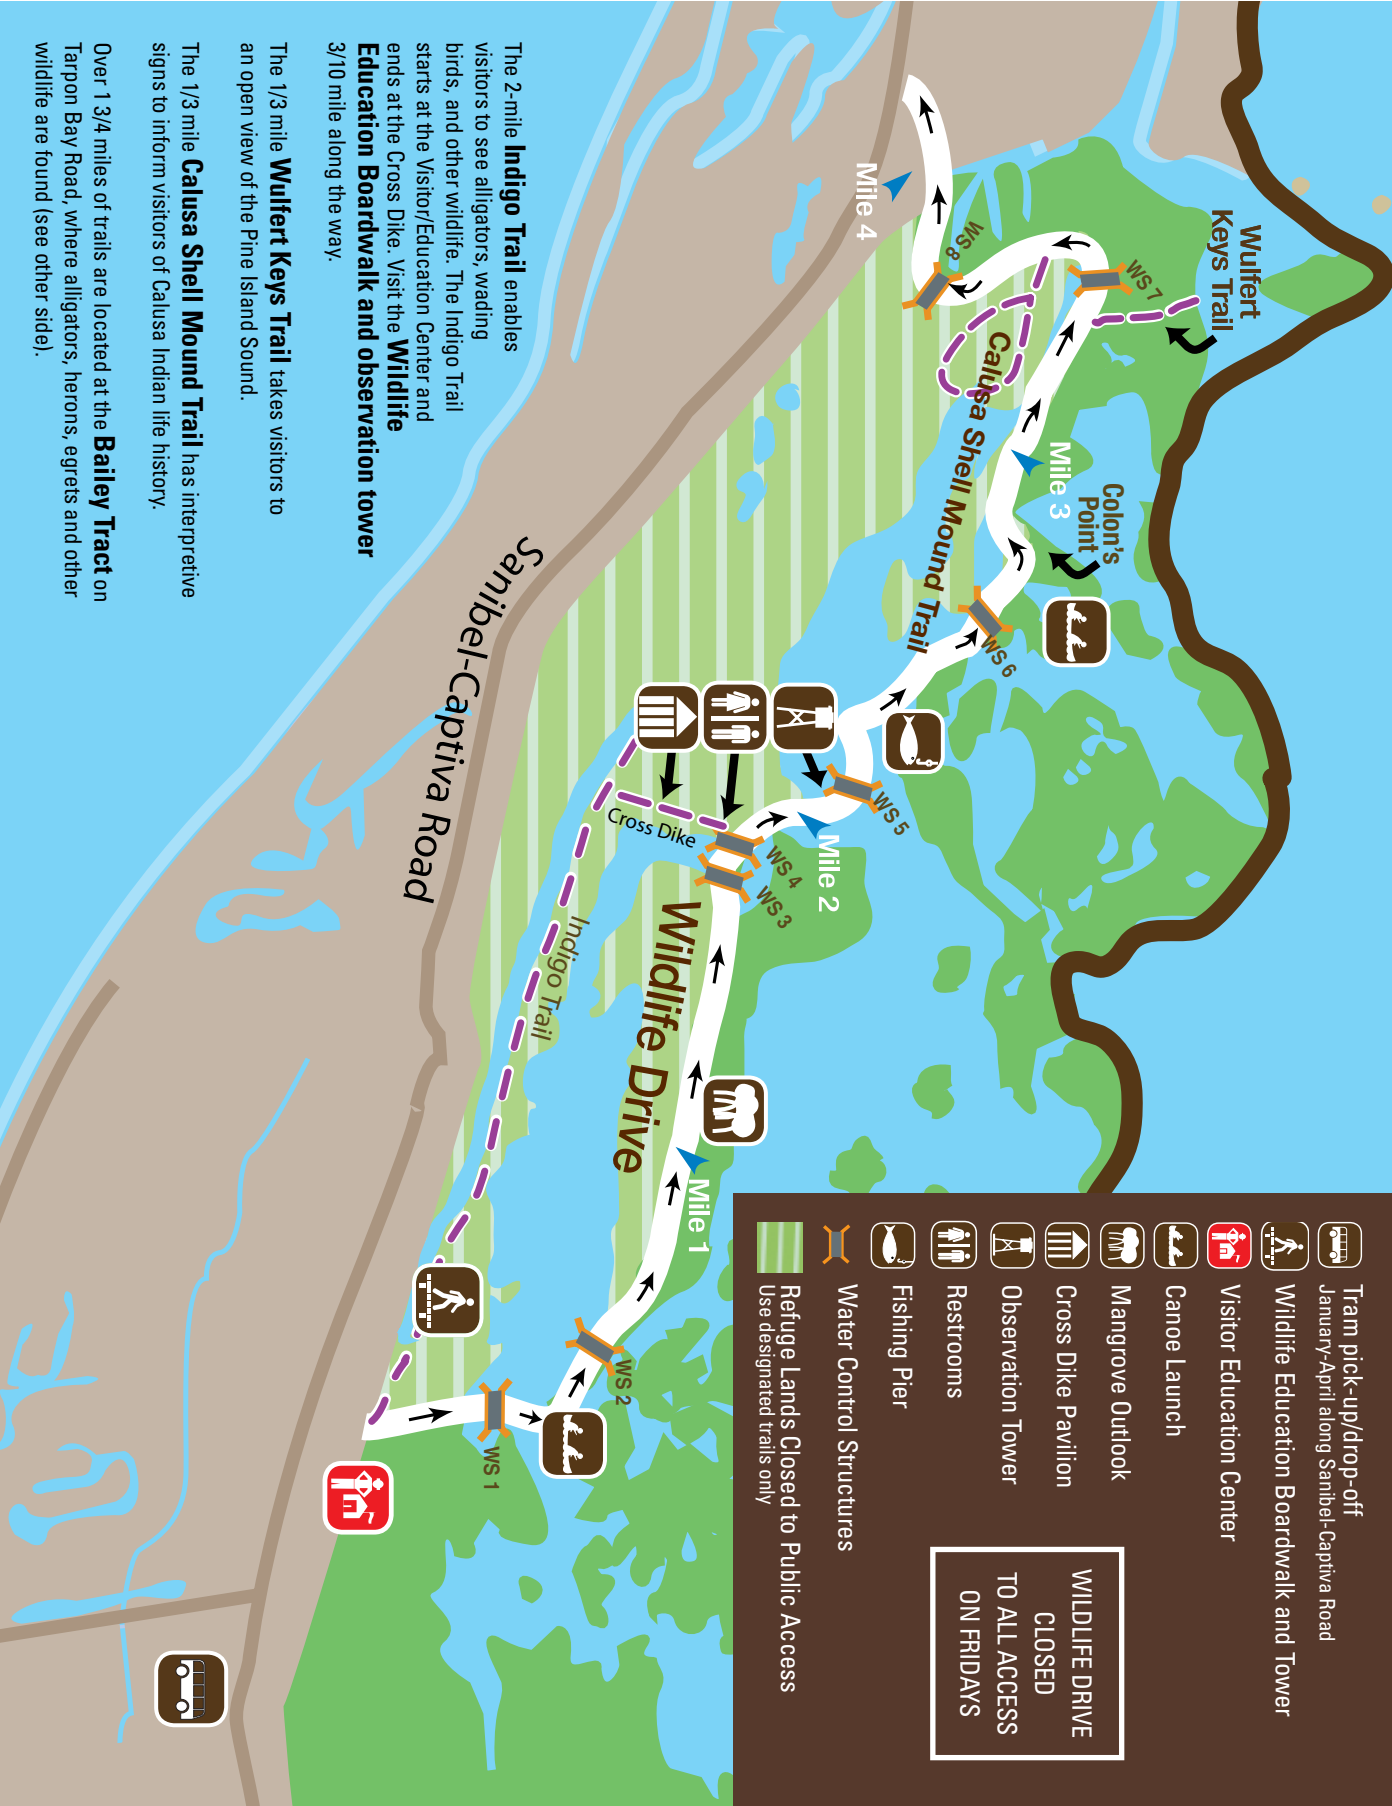 Wulfert
Keys Trail
WS 7
WS 8
Mile 4
Calusa Shell Mound Trail
Mile 3
Colon's
Point
WS 6
WS 5
Mile 2
WS 4
WS 3
Cross Dike
Indigo Trail
Wildlife Drive
Mile 1
WS 2
WS 1
Sanibel-Captiva Road
The 2-mile Indigo Trail enables
visitors to see alligators, wading
birds, and other wildlife. The Indigo Trail
starts at the Visitor/Education Center and
ends at the Cross Dike. Visit the Wildlife
Education Boardwalk and observation tower
3/10 mile along the way.
The 1/3 mile Wulfert Keys Trail takes visitors to
an open view of the Pine Island Sound.
The 1/3 mile Calusa Shell Mound Trail has interpretive
signs to inform visitors of Calusa Indian life history.
Over 1 3/4 miles of trails are located at the Bailey Tract on
Tarpon Bay Road, where alligators, herons, egrets and other
wildlife are found (see other side).
Tram pick-up/drop-off
January-April along Sanibel-Captiva Road
Wildlife Education Boardwalk and Tower
Visitor Education Center
Canoe Launch
Mangrove Outlook
Cross Dike Pavilion
Observation Tower
Restrooms
Fishing Pier
Water Control Structures
Refuge Lands Closed to Public Access
Use designated trails only
WILDLIFE DRIVE
CLOSED
TO ALL ACCESS
ON FRIDAYS